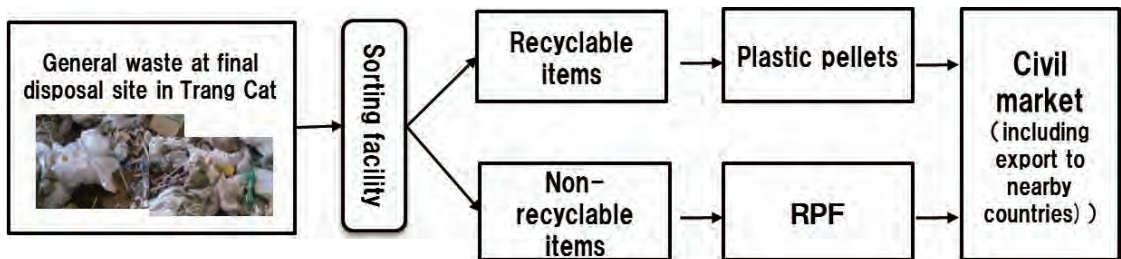 General waste at final
disposal site in Trang Cat
Sorting facility
Recyclable
items
Plastic pellets
Non-
recyclable
items
RPF
Civil
market
(including
export to
nearby
countries) )